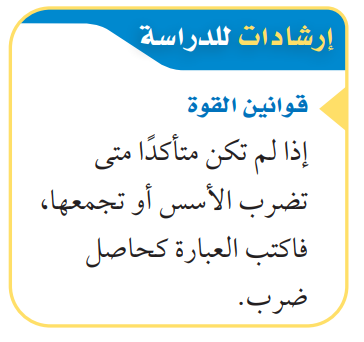 إرشادات للدراسة
قوانين القوة
إذا لم تكن متأكدًا متى
تضرب الأسس أو تجمعها،
فاكتب العبارة كحاصل
ضرب.